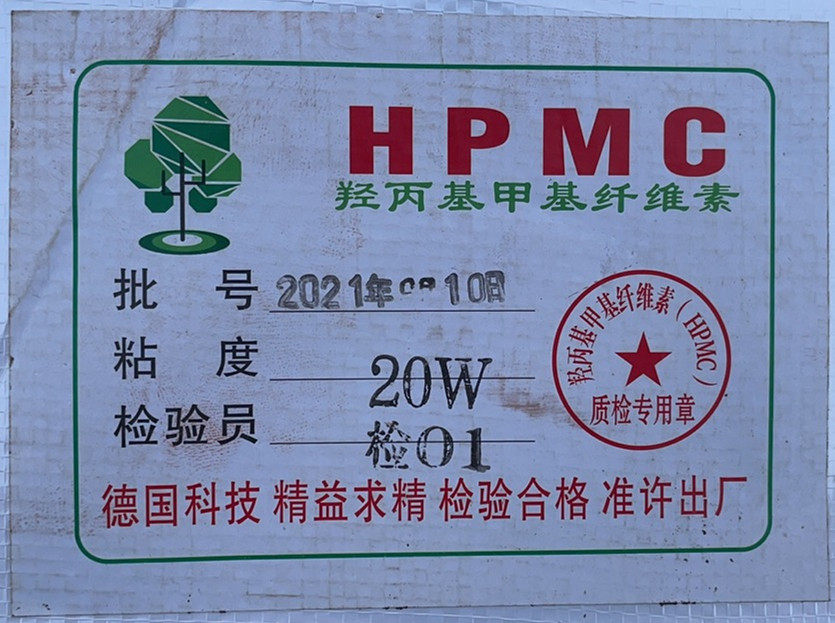 HPMC
羟丙基甲基纤维素
批 号 2021年 10日
粘 度 20W
检验员 检01
羟丙基甲基纤维素（HPMC）
质检专用章
德国科技 精益求精 检验合格 准许出厂